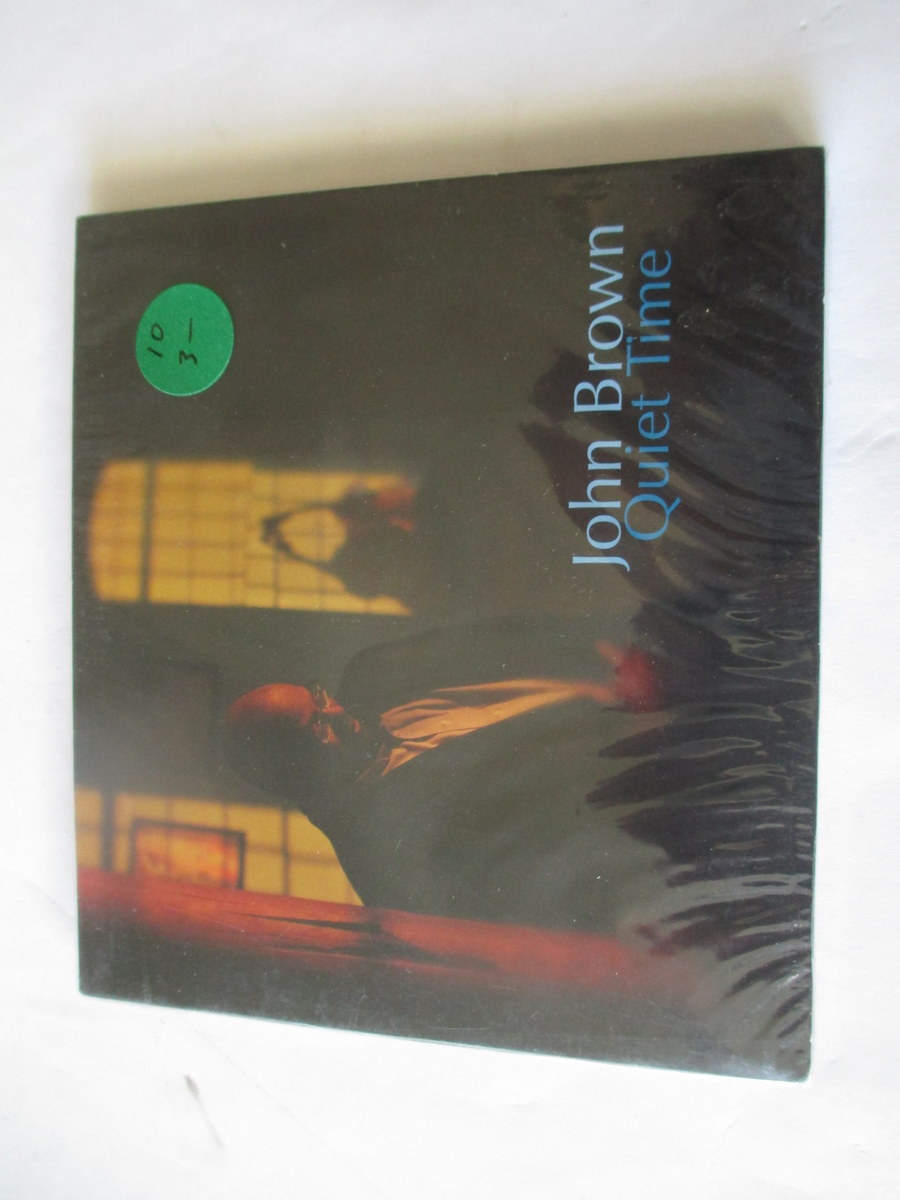 John Brown
Quiet Time
10
3—